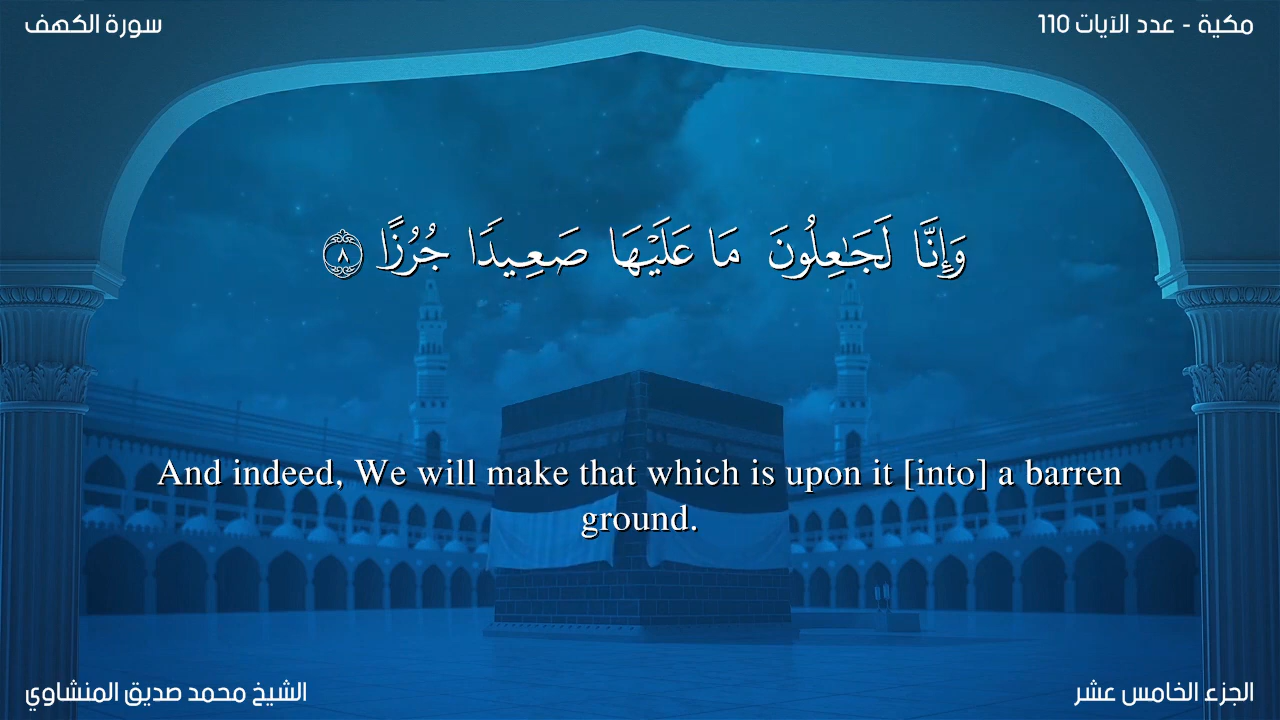 سورة الكهف
مكية - عدد الآيات 110
وَإِنَّا لَجَٰعِلُونَ مَا عَلَيْهَا صَعِيدًا جُرُزًا ٨
And indeed, We will make that which is upon it [into] a barren
ground.
الشيخ محمد صديق المنشاوي
الجزء الخامس عشر